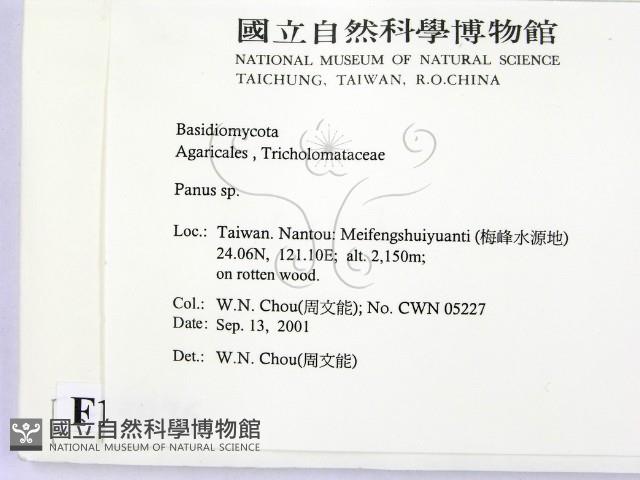 國立自然科學博物館
NATIONAL MUSEUM OF NATURAL SCIENCE
TAICHUNG, TAIWAN, R.O.CHINA
Basidiomycota
Agaricales , Tricholomataceae
Panus sp.
Loc.: Taiwan. Nantou: Meifengshuiyuanti (梅峰水源地)
24.06N, 121.10E; alt. 2,150m;
on rotten wood.
Col.: W.N. Chou(周文能); No. CWN 05227
Date: Sep. 13, 2001
Det.: W.N. Chou(周文能)
國立自然科學博物館
NATIONAL MUSEUM OF NATURAL SCIENCE